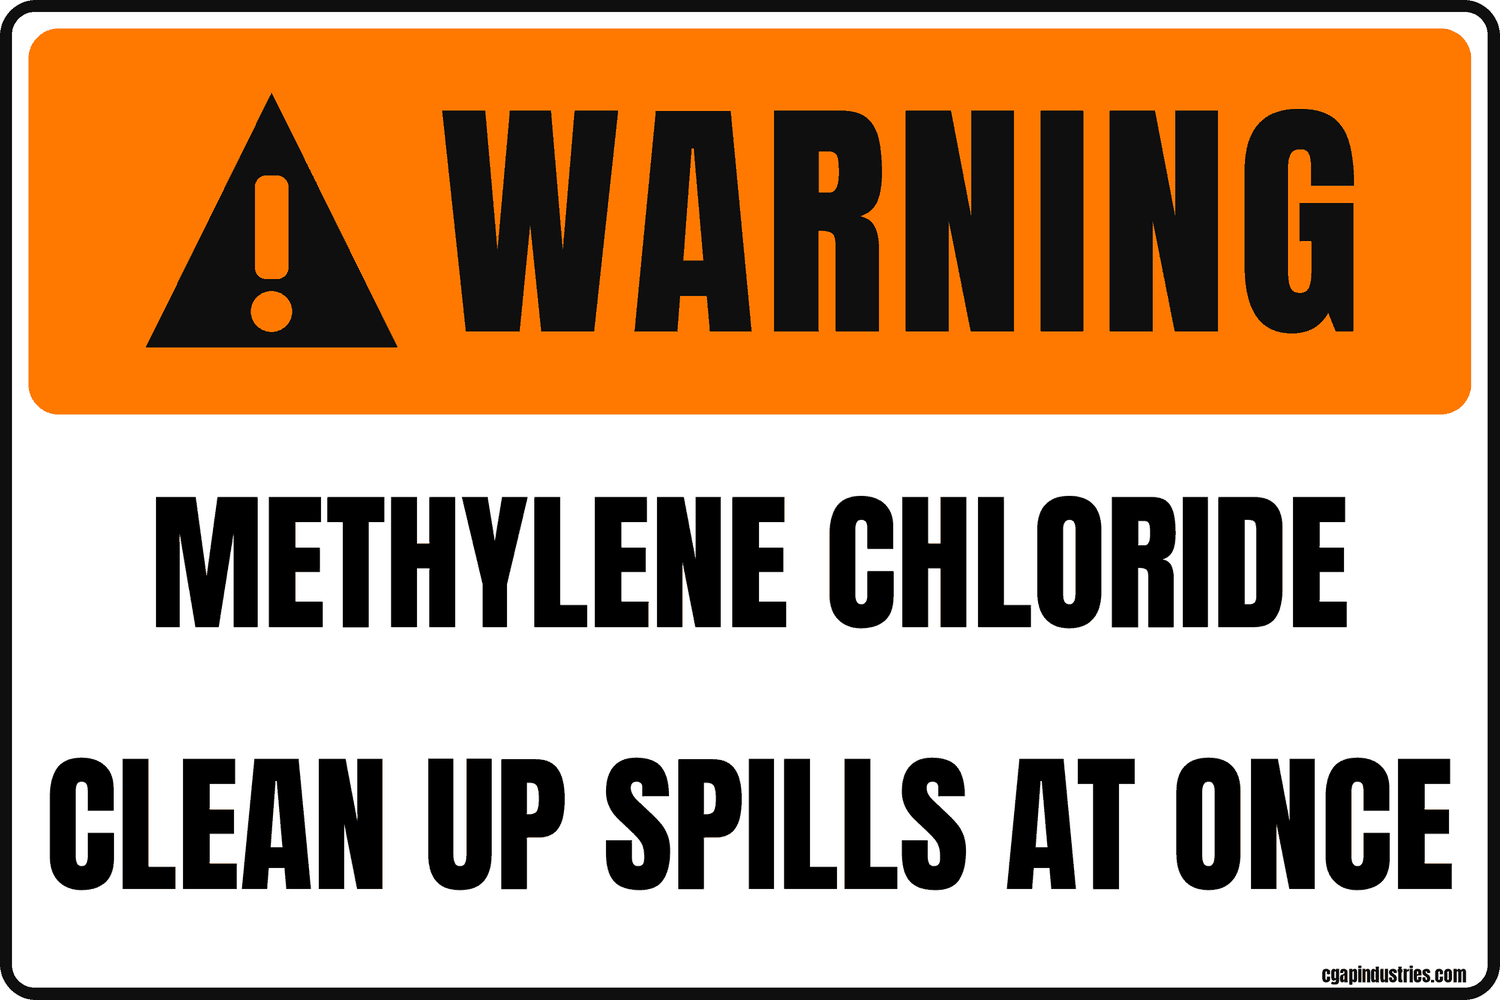 WARNING
METHYLENE CHLORIDE
CLEAN UP SPILLS AT ONCE
cgapindustries.com